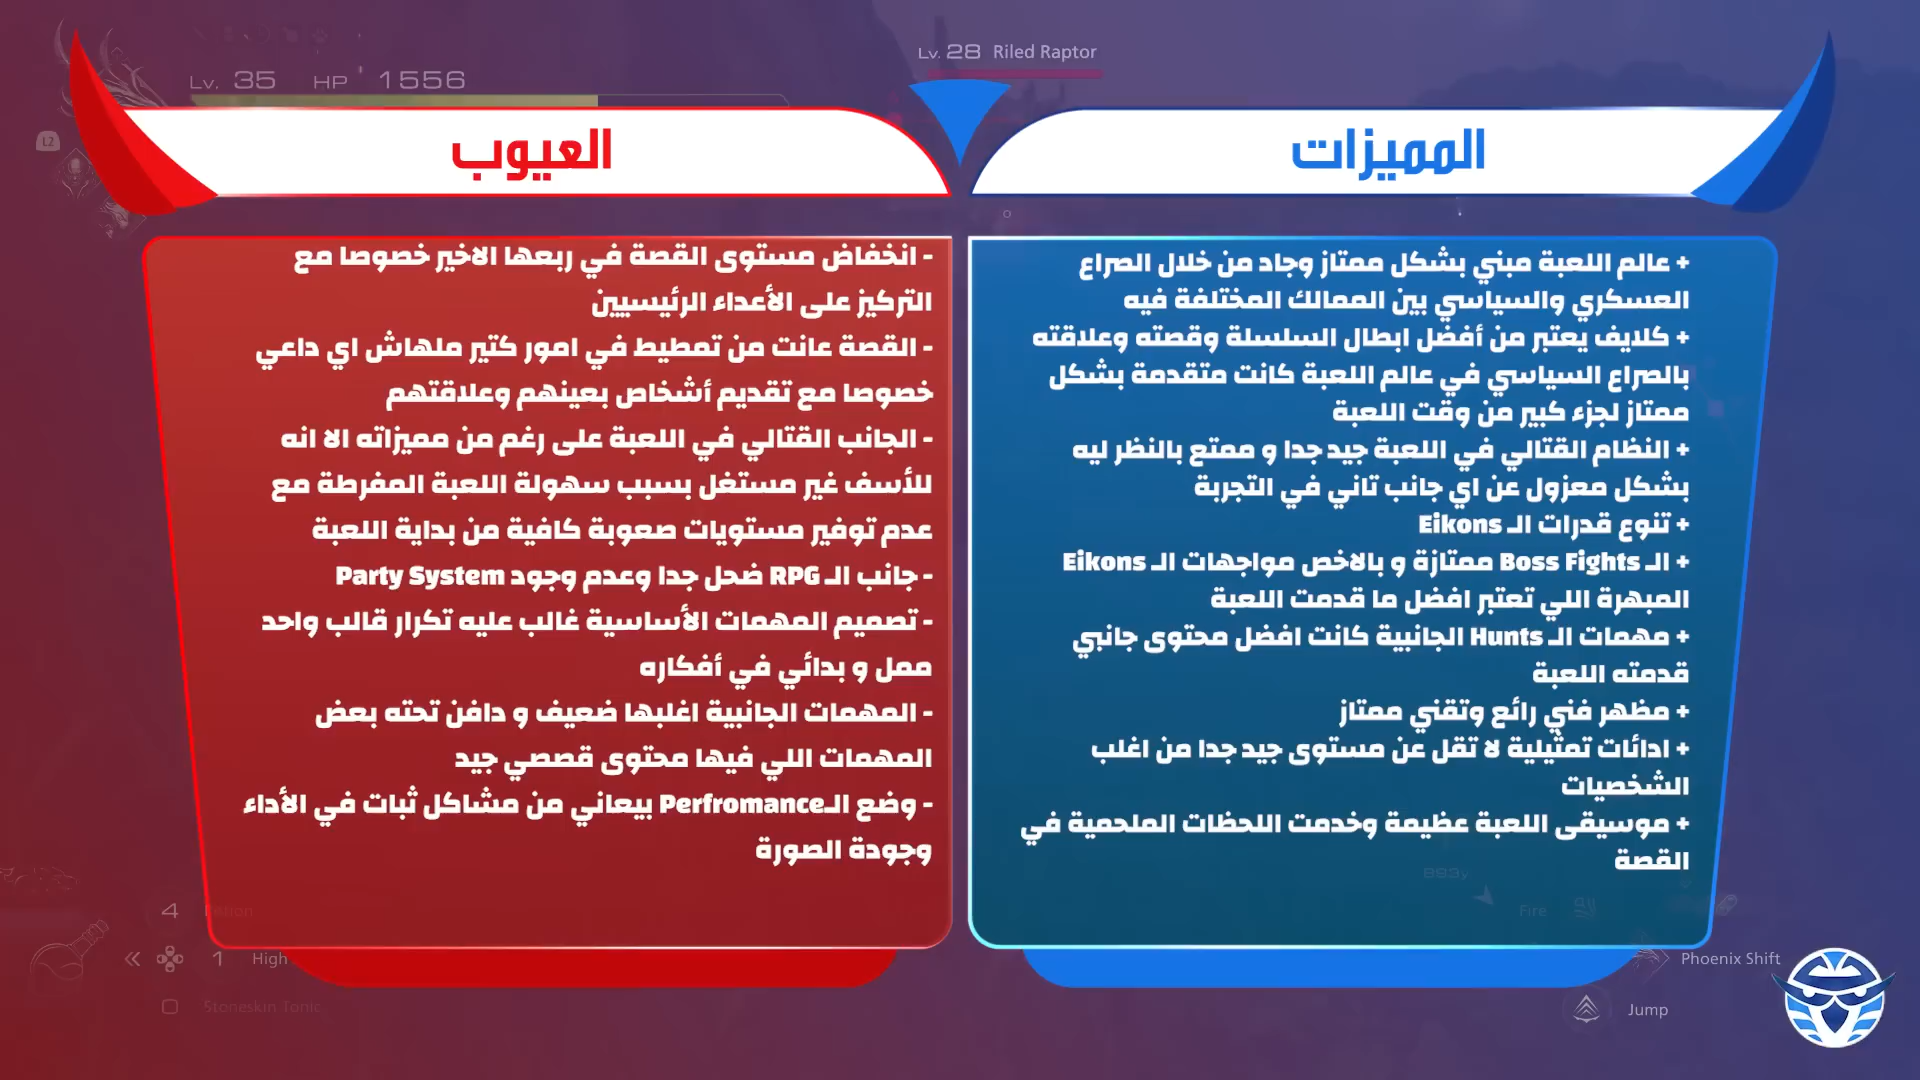 Lv. 35 HP 1556
Lv. 28 Riled Raptor
L2
المميزات
+ عالم اللعبة مبني بشكل ممتاز وجاد من خلال الصراع
العسكري والسياسي بين الممالك المختلفة فيه
+ كلايف يعتبر من أفضل ابطال السلسلة وقصته وعلاقته
بالصراع السياسي في عالم اللعبة كانت متقدمة بشكل
ممتاز لجزء كبير من وقت اللعبة
+ النظام القتالي في اللعبة جيد جدا و ممتع بالنظر ليه
بشكل معزول عن اي جانب تاني في التجربة
+ تنوع قدرات الـ Eikons
+ الـ Boss Fights ممتازة و بالاخص مواجهات الـ Eikons
المبهرة اللي تعتبر افضل ما قدمت اللعبة
+ مهمات الـ Hunts الجانبية كانت افضل محتوى جانبي
قدمته اللعبة
+ مظهر فني رائع وتقني ممتاز
+ ادائات تمثيلية لا تقل عن مستوى جيد جدا من اغلب
الشخصيات
+ موسيقى اللعبة عظيمة وخدمت اللحظات الملحمية في
القصة
العيوب
- انخفاض مستوى القصة في ربعها الاخير خصوصا مع
التركيز على الأعداء الرئيسيين
- القصة عانت من تمطيط في امور كتير ملهاش اي داعي
خصوصا مع تقديم أشخاص بعينهم وعلاقتهم
- الجانب القتالي في اللعبة على رغم من مميزاته الا انه
للأسف غير مستغل بسبب سهولة اللعبة المفرطة مع
عدم توفير مستويات صعوبة كافية من بداية اللعبة
- جانب الـ RPG ضحل جدا وعدم وجود Party System
- تصميم المهمات الأساسية غالب عليه تكرار قالب واحد
ممل و بدائي في أفكاره
- المهمات الجانبية اغلبها ضعيف و دافن تحته بعض
المهمات اللي فيها محتوى قصصي جيد
- وضع الـPerfromance بيعاني من مشاكل ثبات في الأداء
وجودة الصورة
4
1 High
Stoneskin Tonic
Fire
Phoenix Shift
Jump